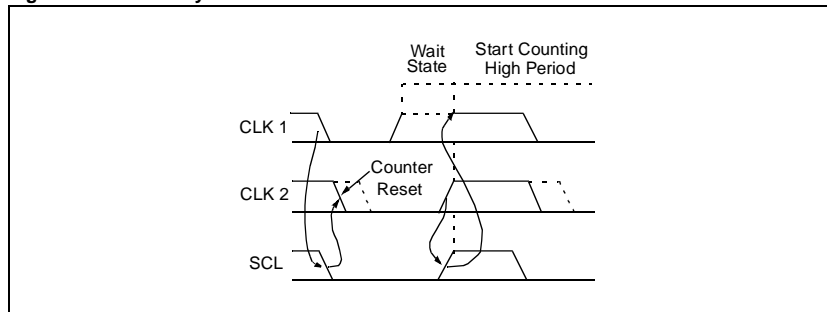 Wait
State
Start Counting
High Period
CLK 1
Counter
Reset
CLK 2
SCL